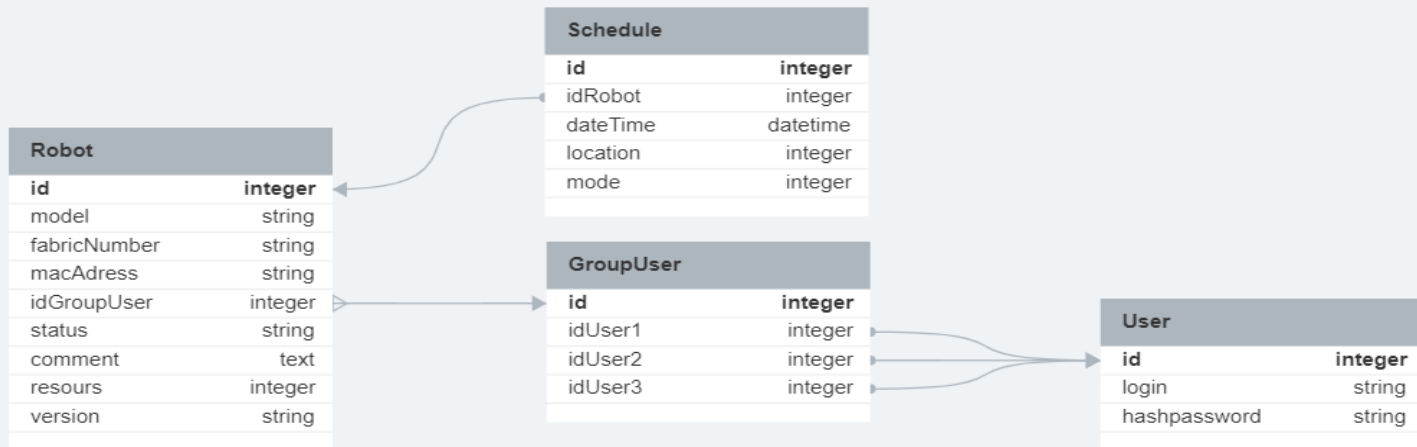 Schedule
id integer
idRobot integer
dateTime datetime
location integer
mode integer
Robot
id integer
model string
fabricNumber string
macAdress string
idGroupUser integer
status string
comment text
resours integer
version string
GroupUser
id integer
idUser1 integer
idUser2 integer
idUser3 integer
User
id integer
login string
hashpassword string